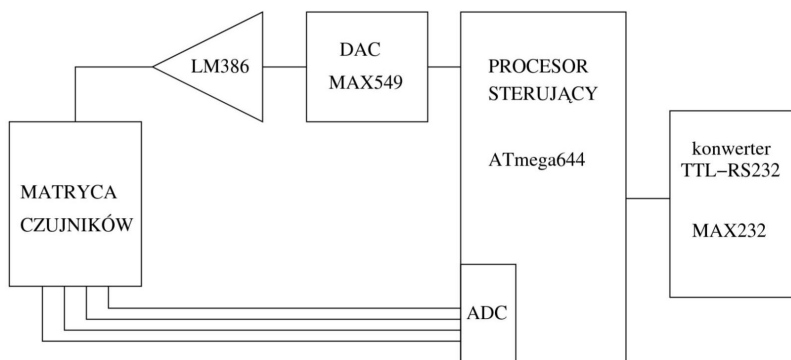 LM386
DAC
MAX549
PROCESOR
STERUJĄCY
ATmega644
konwerter
TTL−RS232
MAX232
MATRYCA
CZUJNIKÓW
ADC